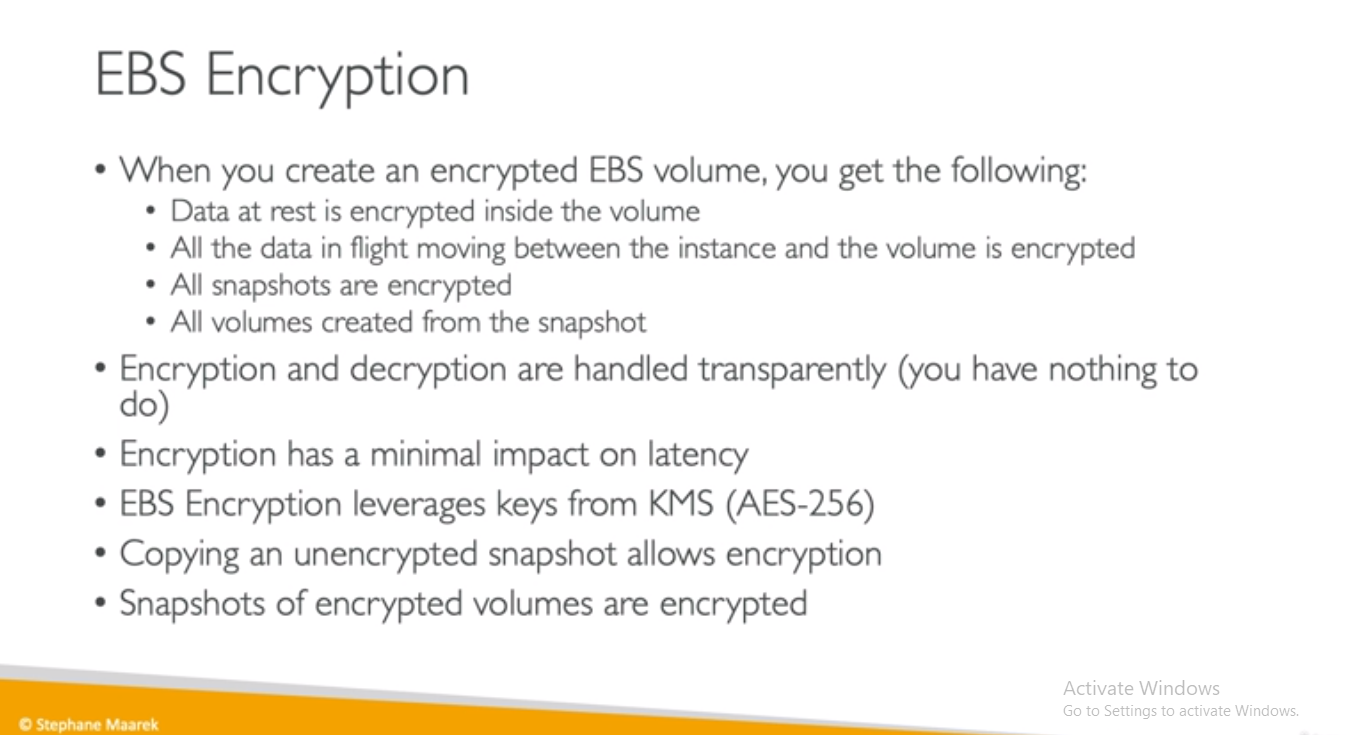 EBS Encryption
• When you create an encrypted EBS volume, you get the following:
• Data at rest is encrypted inside the volume
• All the data in flight moving between the instance and the volume is encrypted
• All snapshots are encrypted
• All volumes created from the snapshot
• Encryption and decryption are handled transparently (you have nothing to
do)
• Encryption has a minimal impact on latency
• EBS Encryption leverages keys from KMS (AES-256)
• Copying an unencrypted snapshot allows encryption
• Snapshots of encrypted volumes are encrypted
Activate Windows
Go to Settings to activate Windows.
© Stephane Maarek